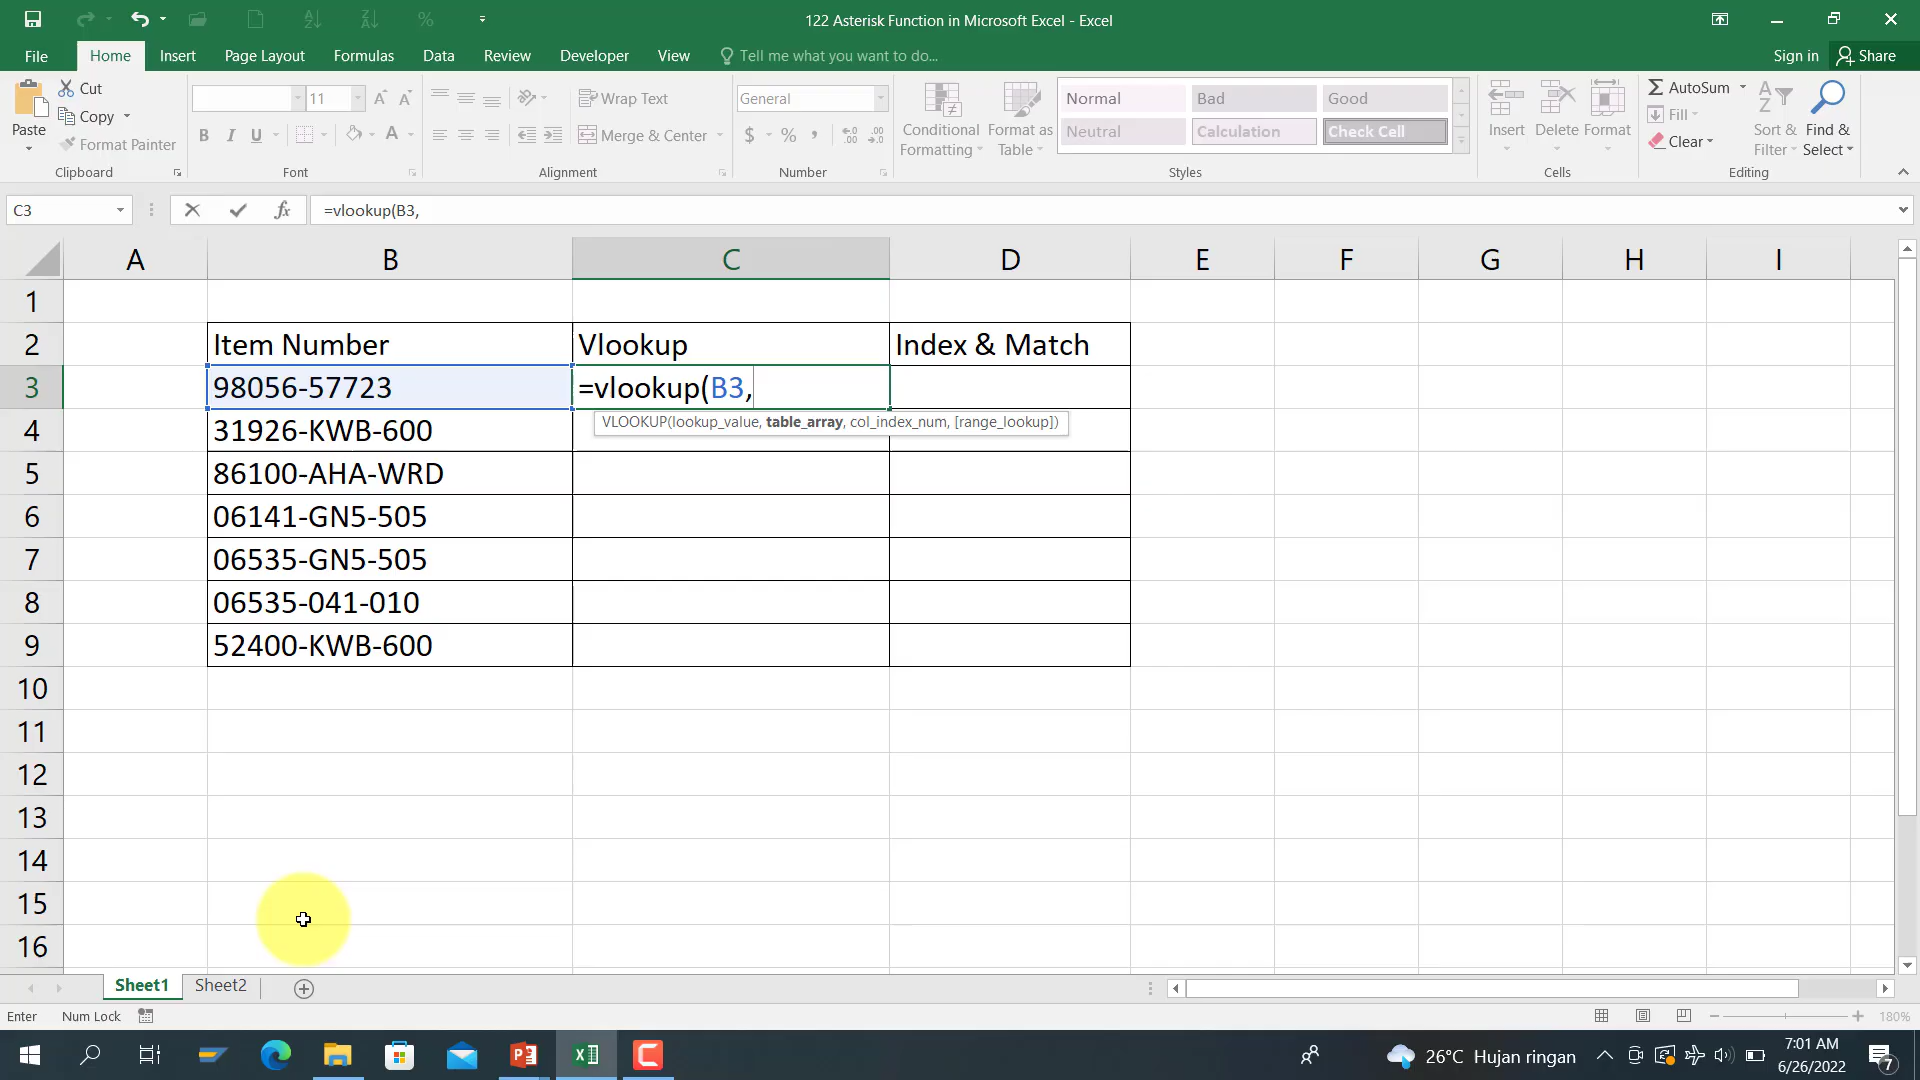 122 Asterisk Function in Microsoft Excel - Excel
File Home Insert Page Layout Formulas Data Review Developer View Tell me what you want to do... Sign in Share
Paste
Cut
Copy
Format Painter
Clipboard
11
B I U A
Font
Wrap Text
Merge & Center
Alignment
General
$ % ,
Number
Conditional Formatting
Format as Table
Normal Bad Good
Neutral Calculation Check Cell
Styles
Insert Delete Format
Cells
AutoSum
Fill
Clear
Sort & Filter
Find & Select
Editing
C3 fx =vlookup(B3,
A B C D E F G H I
1
2 Item Number Vlookup Index & Match
3 98056-57723 =vlookup(B3,
VLOOKUP(lookup_value, table_array, col_index_num, [range_lookup])
4 31926-KWB-600
5 86100-AHA-WRD
6 06141-GN5-505
7 06535-GN5-505
8 06535-041-010
9 52400-KWB-600
10
11
12
13
14
15
16
Sheet1 Sheet2
Enter Num Lock 180%
26°C Hujan ringan
7:01 AM
6/26/2022
7